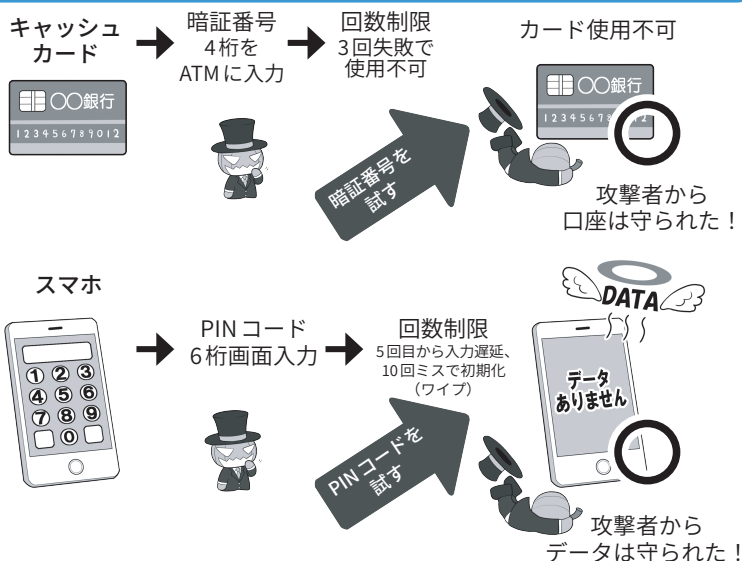 キャッシュ
カード
暗証番号
4桁を
ATMに入力
回数制限
3回失敗で
使用不可
カード使用不可
〇〇銀行
123456789012
〇〇銀行
12345678 12
暗証番号を
試す
攻撃者から
口座は守られた！
スマホ
1 2 3
4 5 6
7 8 9
0
PINコード
6桁画面入力
回数制限
5回目から入力遅延、
10回ミスで初期化
（ワイプ）
DATA
データ
ありません
PINコードを
試す
攻撃者から
データは守られた！